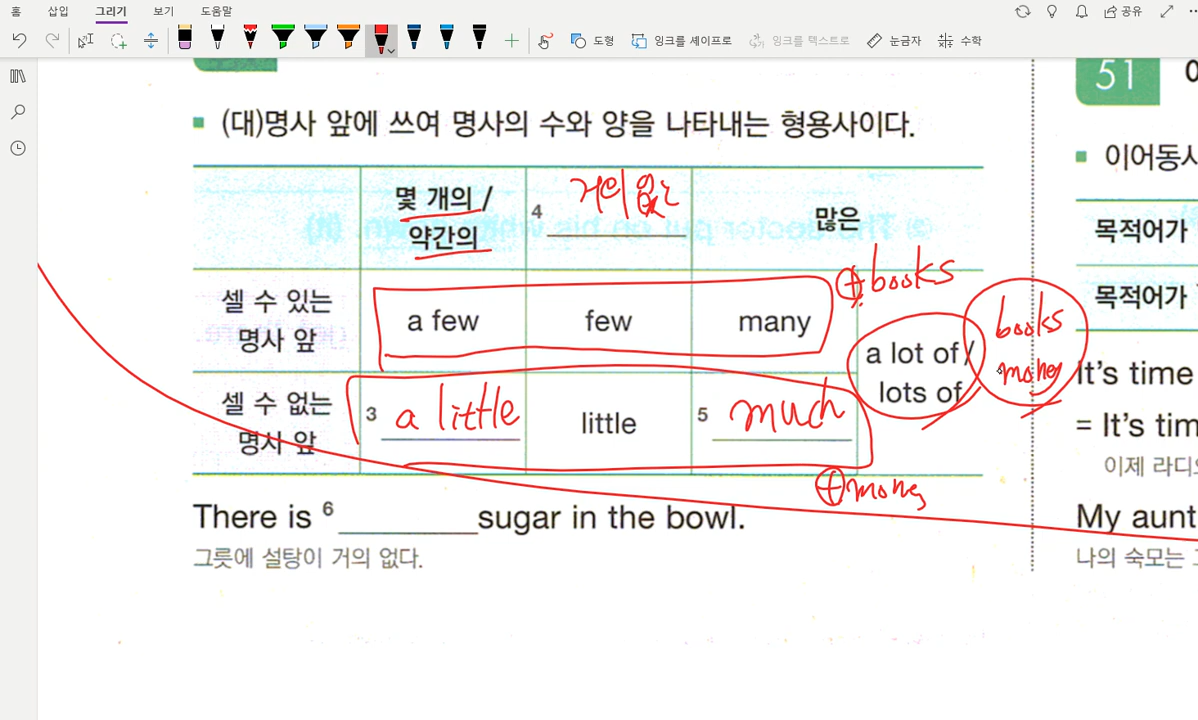 홈 삽입 그리기 보기 도움말 공유
도형 잉크를 셰이프로 잉크를 텍스트로 눈금자 수학
51
(대)명사 앞에 쓰여 명사의 수와 양을 나타내는 형용사이다.
이어동사
몇 개의 /
약간의
4 거의 없는
많은
목적어가
목적어가
⊕ books
셀 수 있는
명사 앞
a few few many
a lot of /
lots of
books
money
It's time
셀 수 없는
명사 앞
3 a little little 5 much
= It's tim
이제 라디오
⊕ money
There is 6 ________ sugar in the bowl.
그릇에 설탕이 거의 없다.
My aunt
나의 숙모는